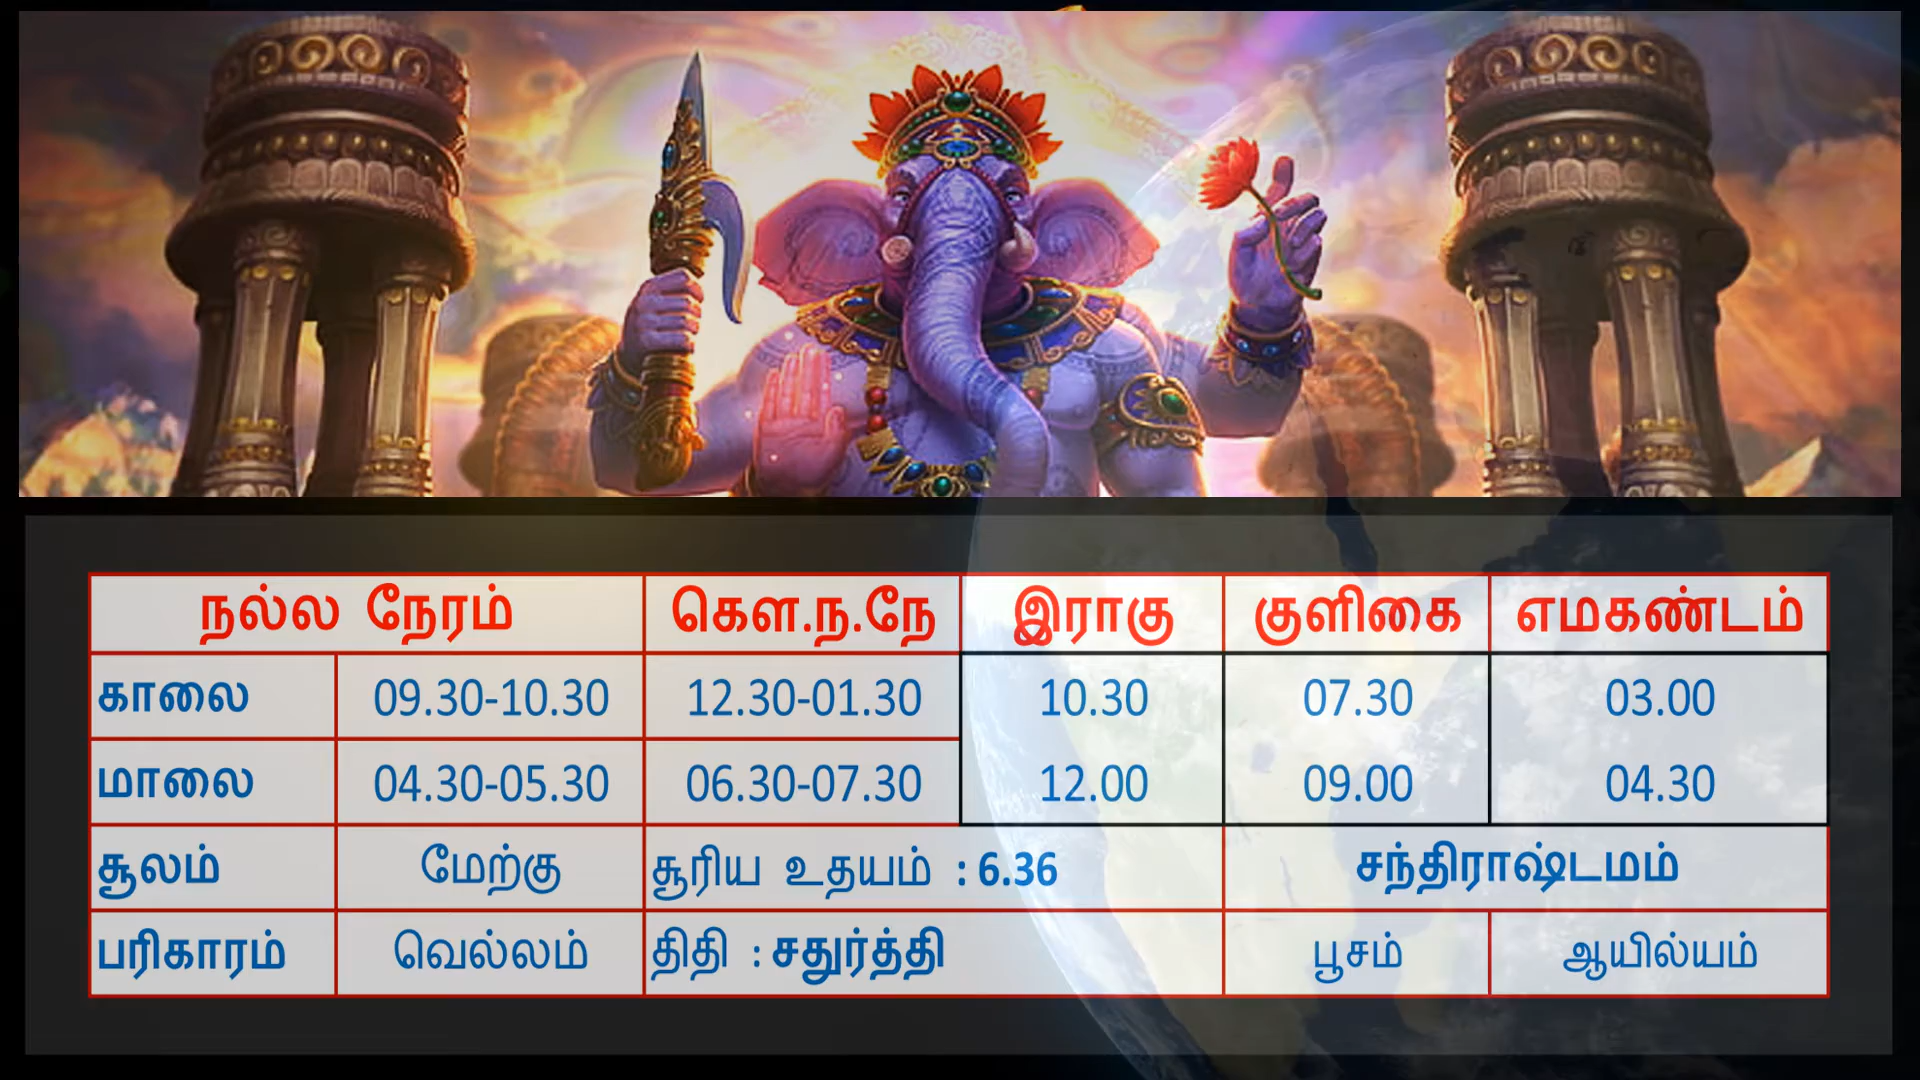 நல்ல நேரம் கௌ.ந.நே இராகு குளிகை எமகண்டம்
காலை 09.30-10.30 12.30-01.30 10.30 07.30 03.00
மாலை 04.30-05.30 06.30-07.30 12.00 09.00 04.30
சூலம் மேற்கு சூரிய உதயம் : 6.36 சந்திராஷ்டமம்
பரிகாரம் வெல்லம் திதி : சதுர்த்தி பூசம் ஆயில்யம்